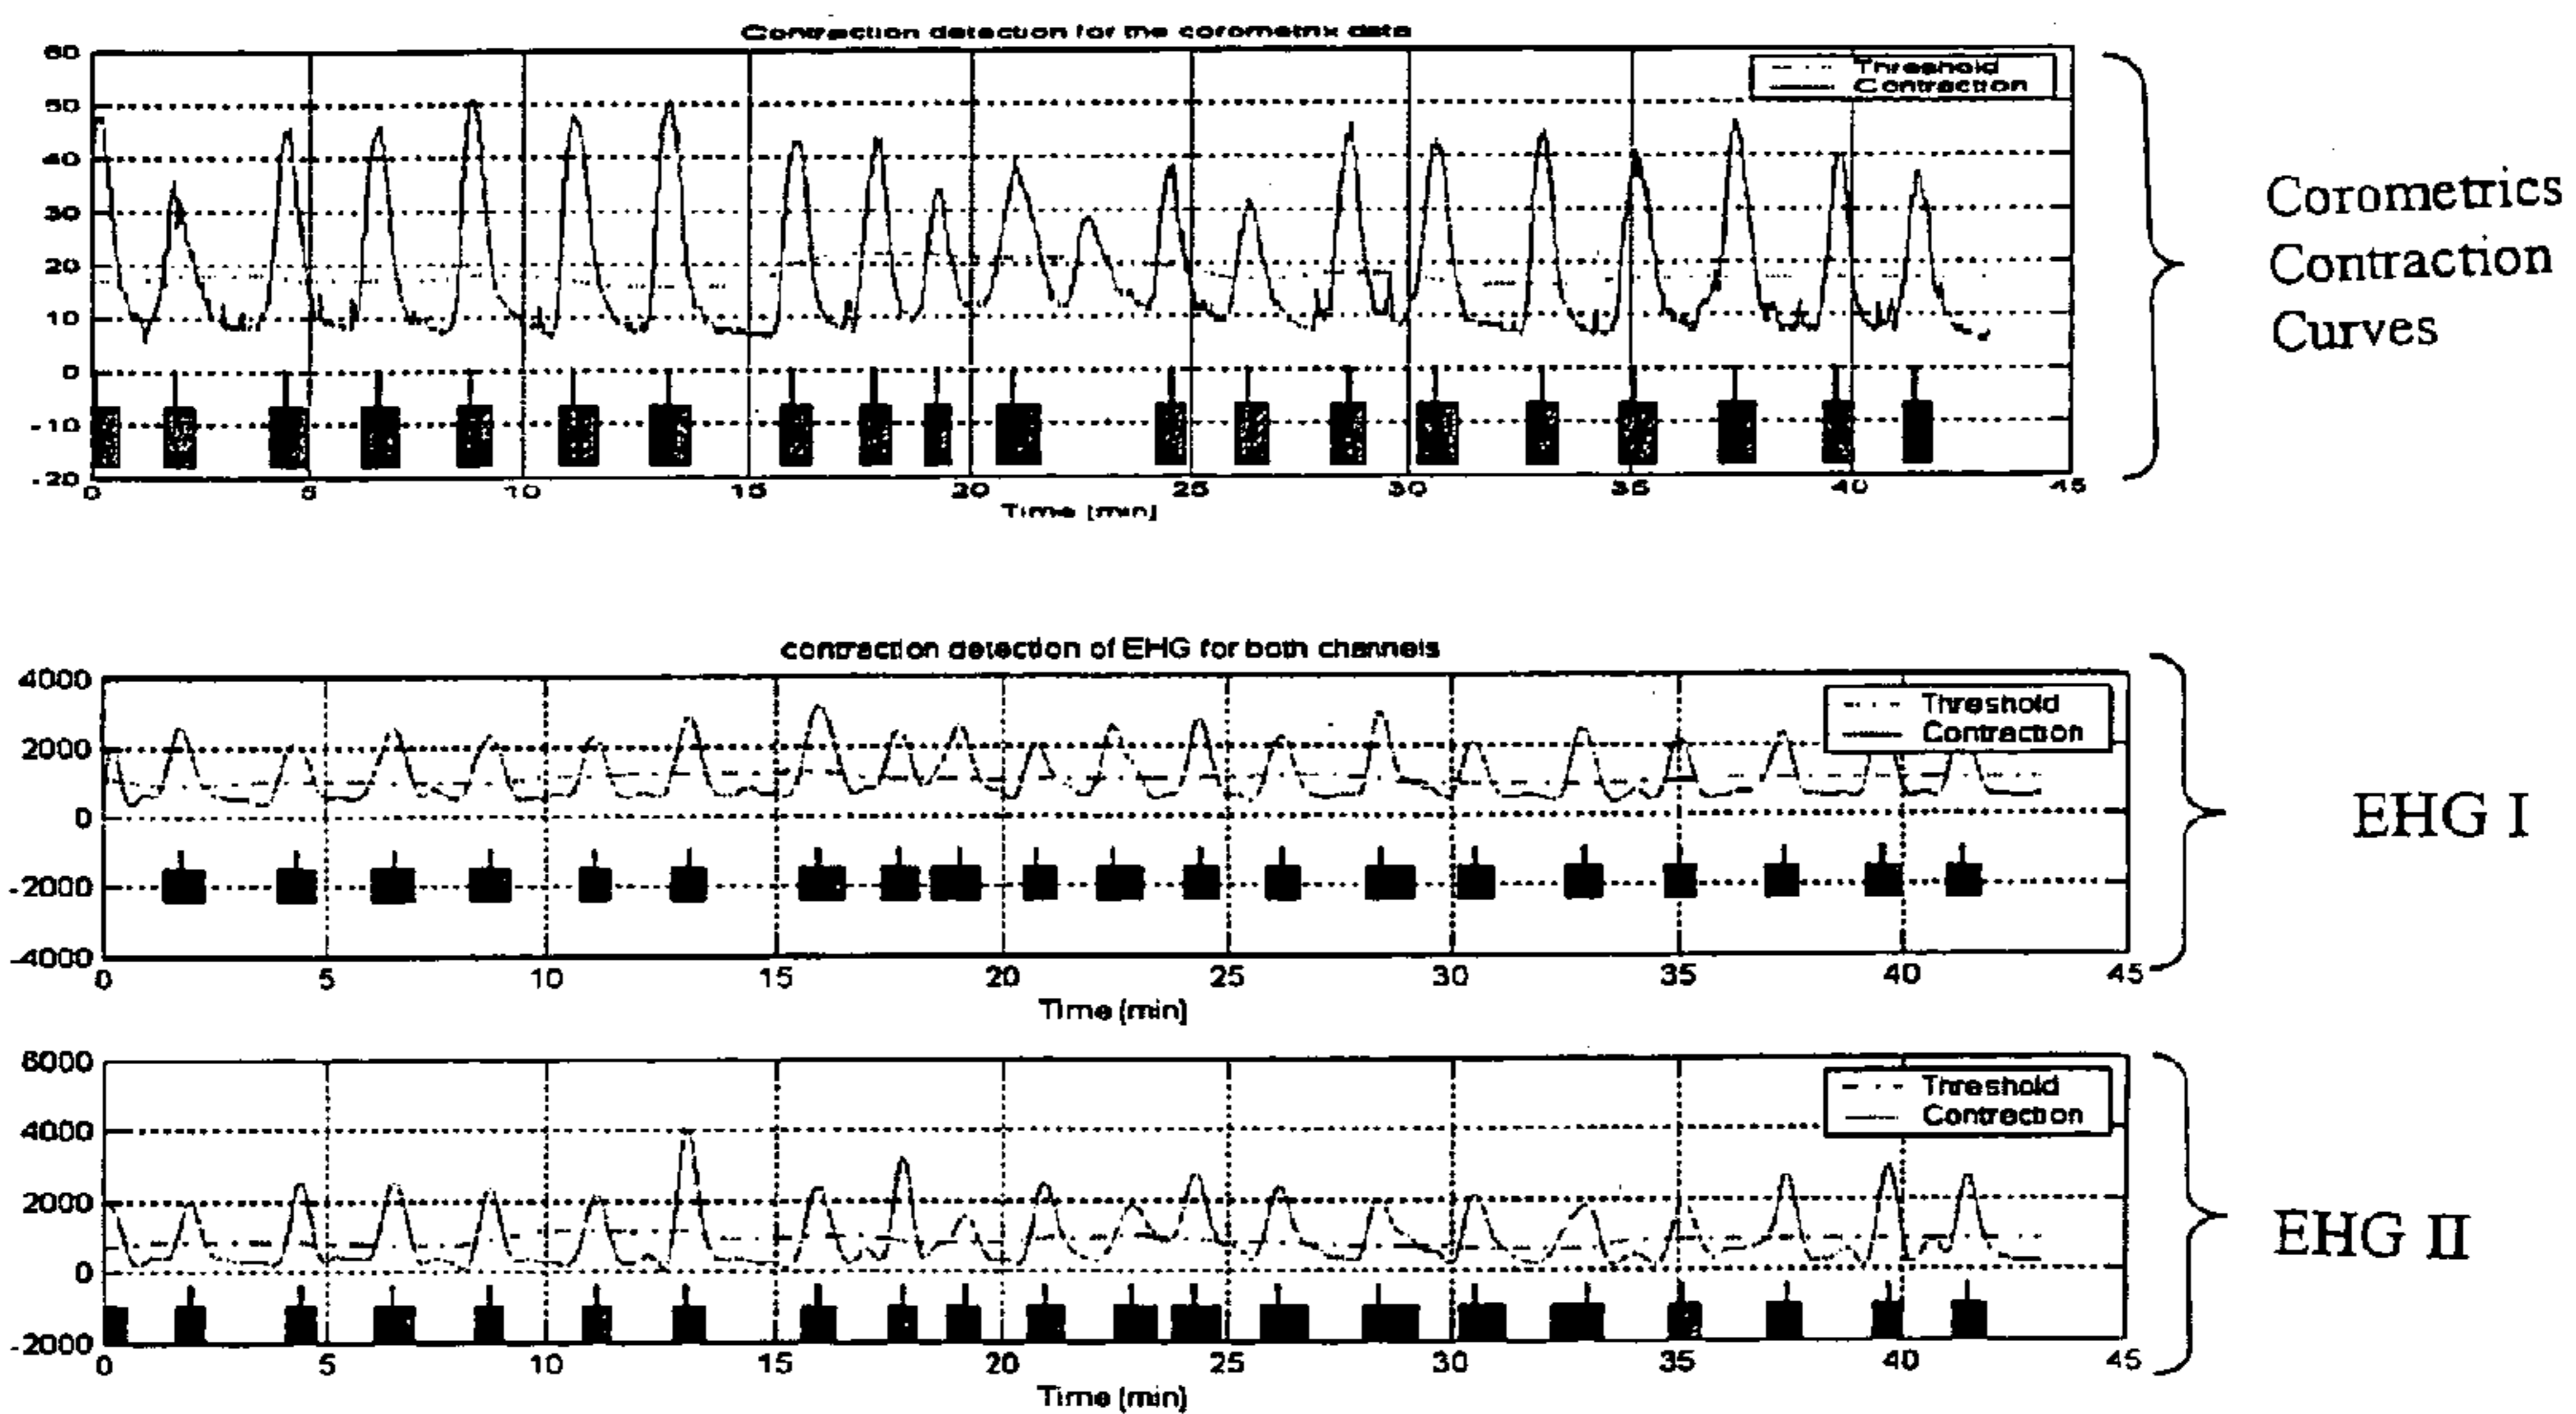 Contraction detection for the corometrix data
60
50
40
30
20
10
0
-10
-20
Threshold
Contraction
0 5 10 15 20 25 30 35 40 45
Time [min]
Corometrics
Contraction
Curves
contraction detection of EHG for both channels
4000
2000
0
-2000
-4000
Threshold
Contraction
0 5 10 15 20 25 30 35 40 45
Time [min]
EHG I
6000
4000
2000
0
-2000
Threshold
Contraction
0 5 10 15 20 25 30 35 40 45
Time [min]
EHG II